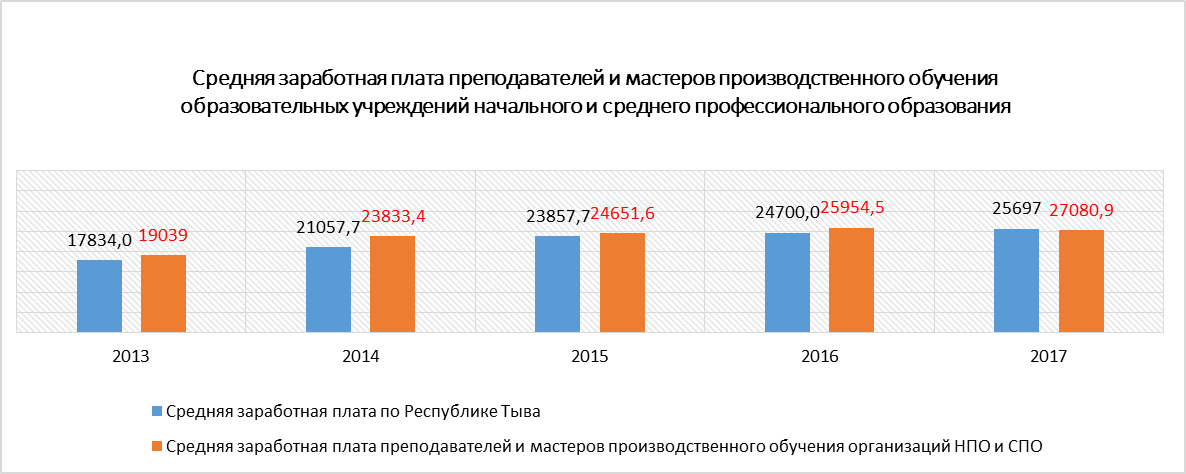 Средняя заработная плата преподавателей и мастеров производственного обучения
образовательных учреждений начального и среднего профессионального образования
17834,0 19039 21057,7 23833,4 23857,7 24651,6 24700,0 25954,5 25697 27080,9
2013 2014 2015 2016 2017
Средняя заработная плата по Республике Тыва
Средняя заработная плата преподавателей и мастеров производственного обучения организаций НПО и СПО